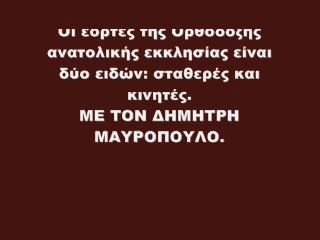 Οι εορτές της Ορθόδοξης
ανατολικής εκκλησίας είναι
δύο ειδών: σταθερές και
κινητές.
ΜΕ ΤΟΝ ΔΗΜΗΤΡΗ
ΜΑΥΡΟΠΟΥΛΟ.